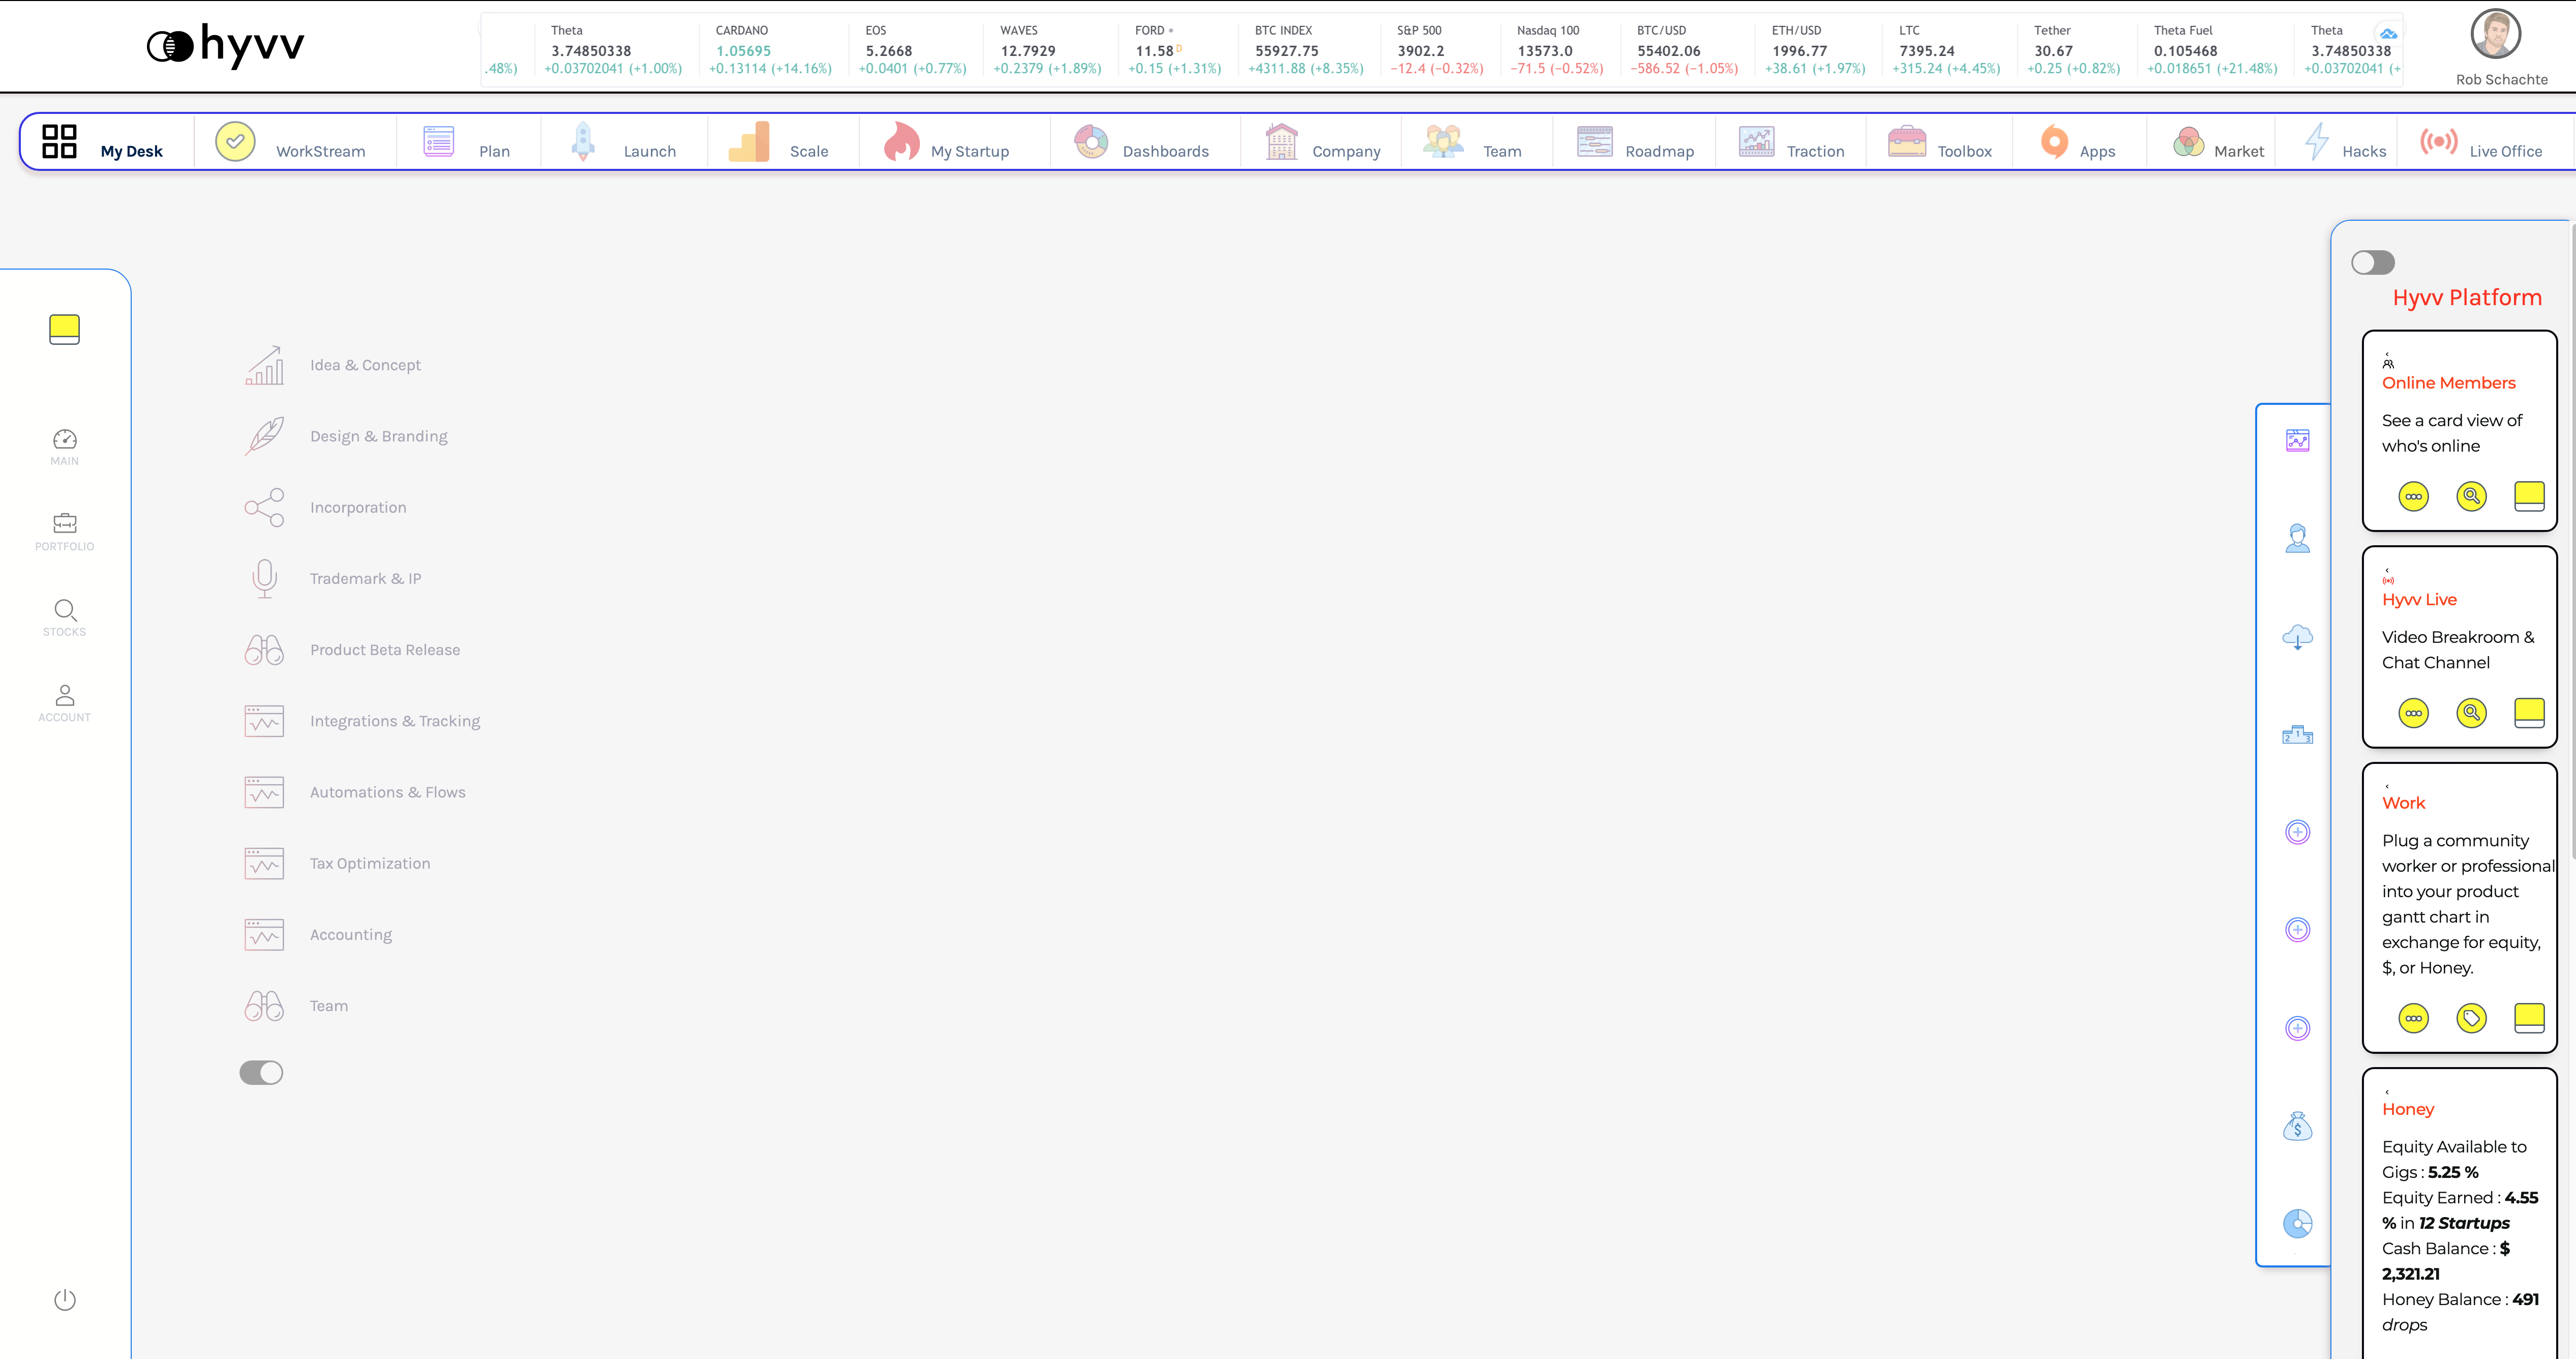 hyvv
.48%)
Theta
3.74850338
+0.03702041 (+1.00%)
CARDANO
1.05695
+0.13114 (+14.16%)
EOS
5.2668
+0.0401 (+0.77%)
WAVES
12.7929
+0.2379 (+1.89%)
FORD
11.58 D
+0.15 (+1.31%)
BTC INDEX
55927.75
+4311.88 (+8.35%)
S&P 500
3902.2
−12.4 (−0.32%)
Nasdaq 100
13573.0
−71.5 (−0.52%)
BTC/USD
55402.06
−586.52 (−1.05%)
ETH/USD
1996.77
+38.61 (+1.97%)
LTC
7395.24
+315.24 (+4.45%)
Tether
30.67
+0.25 (+0.82%)
Theta Fuel
0.105468
+0.018651 (+21.48%)
Theta
3.74850338
+0.03702041 (+
Rob Schachte
My Desk
WorkStream
Plan
Launch
Scale
My Startup
Dashboards
Company
Team
Roadmap
Traction
Toolbox
Apps
Market
Hacks
Live Office
MAIN
PORTFOLIO
STOCKS
ACCOUNT
Idea & Concept
Design & Branding
Incorporation
Trademark & IP
Product Beta Release
Integrations & Tracking
Automations & Flows
Tax Optimization
Accounting
Team
2 1 3
$
Hyvv Platform
Online Members
See a card view of
who's online
Hyvv Live
Video Breakroom &
Chat Channel
Work
Plug a community
worker or professional
into your product
gantt chart in
exchange for equity,
$, or Honey.
Honey
Equity Available to
Gigs : 5.25 %
Equity Earned : 4.55
% in 12 Startups
Cash Balance : $
2,321.21
Honey Balance : 491
drops